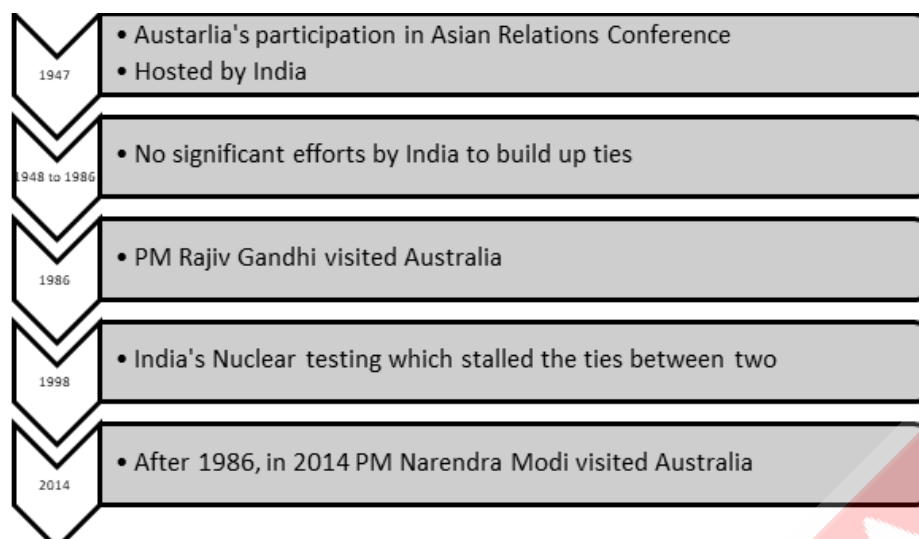 1947
• Austarlia's participation in Asian Relations Conference
• Hosted by India
1948 to 1986
• No significant efforts by India to build up ties
1986
• PM Rajiv Gandhi visited Australia
1998
• India's Nuclear testing which stalled the ties between two
2014
• After 1986, in 2014 PM Narendra Modi visited Australia